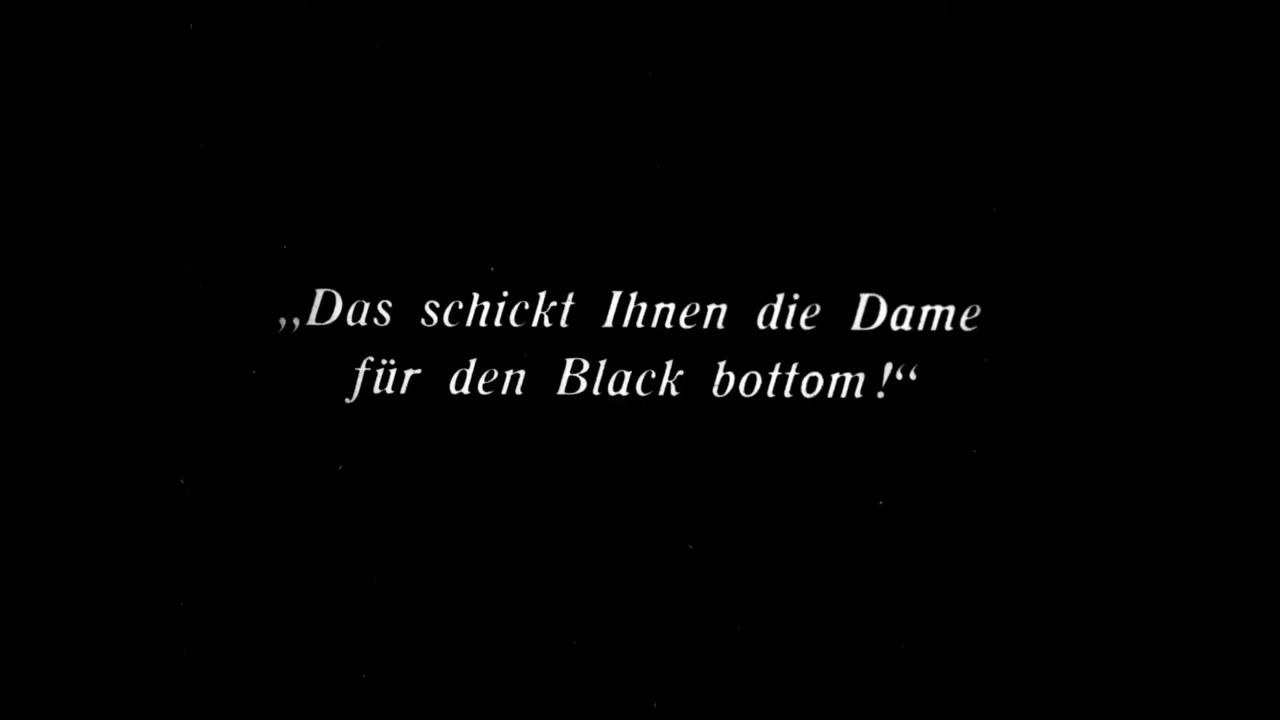 „Das schickt Ihnen die Dame
für den Black bottom!“